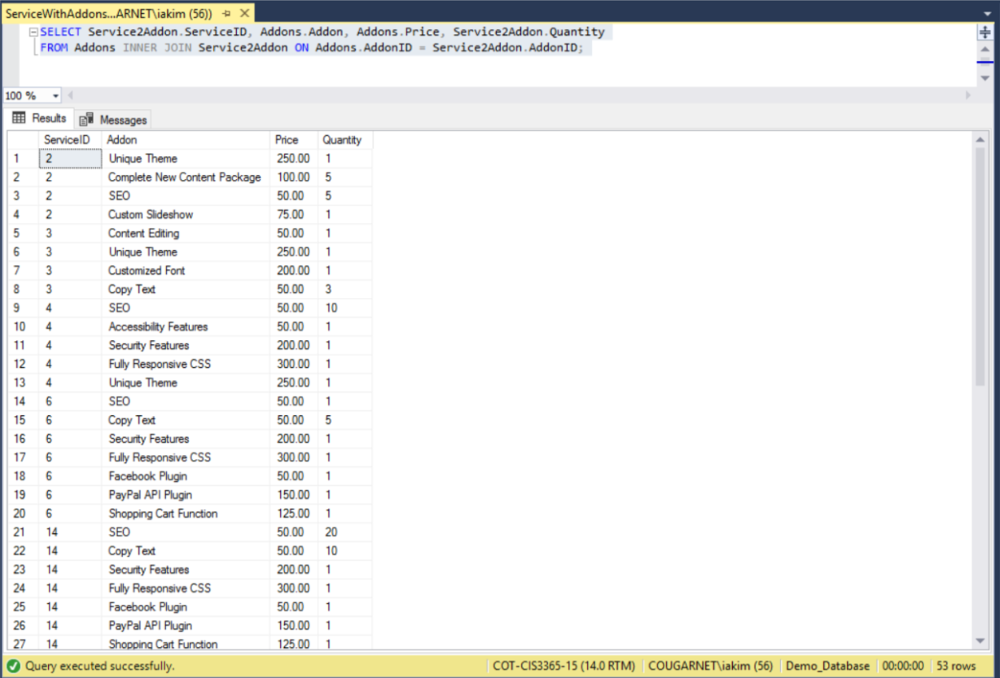 ServiceWithAddons...ARNET\iakim (56))
SELECT Service2Addon.ServiceID, Addons.Addon, Addons.Price, Service2Addon.Quantity
FROM Addons INNER JOIN Service2Addon ON Addons.AddonID = Service2Addon.AddonID;
100 %
Results Messages
ServiceID Addon Price Quantity
1 2 Unique Theme 250.00 1
2 2 Complete New Content Package 100.00 5
3 2 SEO 50.00 5
4 2 Custom Slideshow 75.00 1
5 3 Content Editing 50.00 1
6 3 Unique Theme 250.00 1
7 3 Customized Font 200.00 1
8 3 Copy Text 50.00 3
9 4 SEO 50.00 10
10 4 Accessibility Features 50.00 1
11 4 Security Features 200.00 1
12 4 Fully Responsive CSS 300.00 1
13 4 Unique Theme 250.00 1
14 6 SEO 50.00 1
15 6 Copy Text 50.00 5
16 6 Security Features 200.00 1
17 6 Fully Responsive CSS 300.00 1
18 6 Facebook Plugin 50.00 1
19 6 PayPal API Plugin 150.00 1
20 6 Shopping Cart Function 125.00 1
21 14 SEO 50.00 20
22 14 Copy Text 50.00 10
23 14 Security Features 200.00 1
24 14 Fully Responsive CSS 300.00 1
25 14 Facebook Plugin 50.00 1
26 14 PayPal API Plugin 150.00 1
27 14 Shopping Cart Function 125.00 1
Query executed successfully. COT-CIS3365-15 (14.0 RTM) COUGARNET\iakim (56) Demo_Database 00:00:00 53 rows